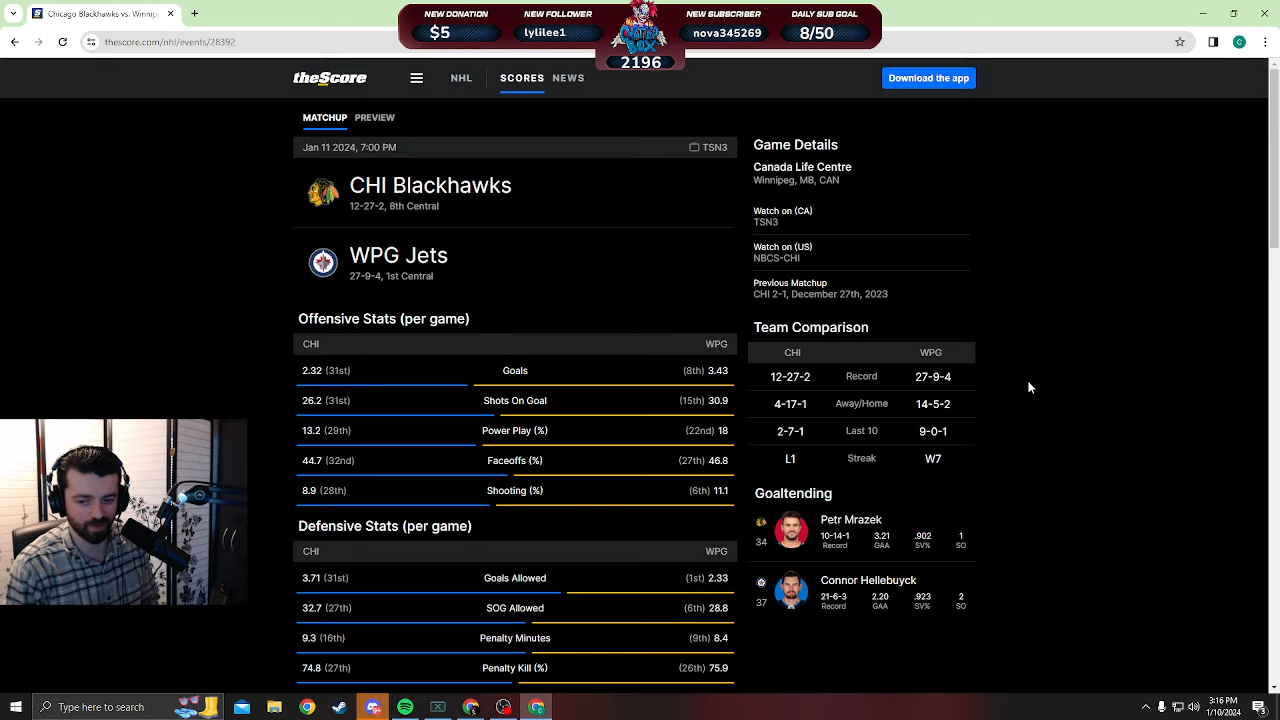 NEW DONATION
$5
NEW FOLLOWER
lylilee1
NEW SUBSCRIBER
nova345269
DAILY SUB GOAL
8/50
2196
Chicago Blackhawks vs. Winnip
thescore.com/nhl/events/28392
theScore
NHL
SCORES
NEWS
Download the app
MATCHUP
PREVIEW
Jan 11 2024, 7:00 PM
TSN3
CHI Blackhawks
12-27-2, 8th Central
WPG Jets
27-9-4, 1st Central
Offensive Stats (per game)
CHI WPG
2.32 (31st) Goals (8th) 3.43
26.2 (31st) Shots On Goal (15th) 30.9
13.2 (29th) Power Play (%) (22nd) 18
44.7 (32nd) Faceoffs (%) (27th) 46.8
8.9 (28th) Shooting (%) (6th) 11.1
Defensive Stats (per game)
CHI WPG
3.71 (31st) Goals Allowed (1st) 2.33
32.7 (27th) SOG Allowed (6th) 28.8
9.3 (16th) Penalty Minutes (9th) 8.4
74.8 (27th) Penalty Kill (%) (26th) 75.9
Game Details
Canada Life Centre
Winnipeg, MB, CAN
Watch on (CA)
TSN3
Watch on (US)
NBCS-CHI
Previous Matchup
CHI 2-1, December 27th, 2023
Team Comparison
CHI WPG
12-27-2 Record 27-9-4
4-17-1 Away/Home 14-5-2
2-7-1 Last 10 9-0-1
L1 Streak W7
Goaltending
Petr Mrazek
34 10-14-1 3.21 .902 1
Record GAA SV% SO
Connor Hellebuyck
37 21-6-3 2.20 .923 2
Record GAA SV% SO
Type here to search
3:16 PM
1/10/2024